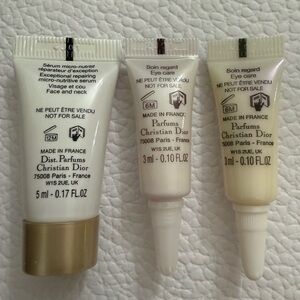 Sérum micro-nutritif
réparateur d'exception
Exceptional repairing
micro-nutritive serum
Visage et cou
Face and neck
NE PEUT ÊTRE VENDU
NOT FOR SALE
12M
MADE IN FRANCE
Dist. Parfums
Christian Dior
75008 Paris - France
W1S 2UE, UK
5 ml - 0.17 FL.OZ
Soin regard
Eye care
NE PEUT ÊTRE VENDU
NOT FOR SALE
6M
MADE IN FRANCE
Parfums
Christian Dior
75008 Paris - France
W1S 2UE, UK
3 ml - 0.10 FL.OZ
Soin regard
Eye care
NE PEUT ÊTRE VENDU
NOT FOR SALE
6M
MADE IN FRANCE
Parfums
Christian Dior
75008 Paris - France
W1S 2UE, UK
3 ml - 0.10 FL.OZ